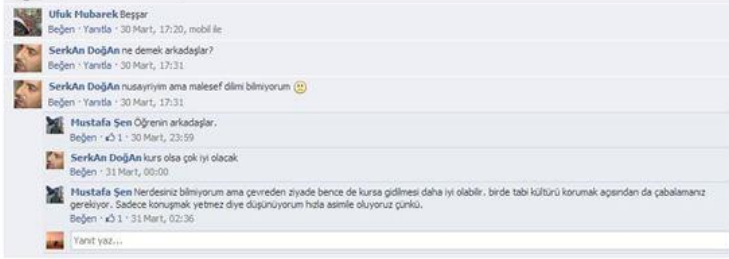 Ufuk Mubarek Beşşar
Beğen · Yanıtla · 30 Mart, 17:20, mobil ile
SerkAn DoğAn ne demek arkadaşlar?
Beğen · Yanıtla · 30 Mart, 17:31
SerkAn DoğAn nusayriyim ama malesef dilimi bilmiyorum
Beğen · Yanıtla · 30 Mart, 17:31
Mustafa Şen Öğrenin arkadaşlar.
Beğen · 1 · 30 Mart, 23:59
SerkAn DoğAn kurs olsa çok iyi olacak
Beğen · 31 Mart, 00:00
Mustafa Şen Nerdesiniz bilmiyorum ama çevreden ziyade bence de kursa gidilmesi daha iyi olabilir. birde tabi kültürü korumak açısından da çabalamanız
gerekiyor. Sadece konuşmak yetmez diye düşünüyorum hızla asimile oluyoruz çünkü.
Beğen · 1 · 31 Mart, 02:36
Yanıt yaz...